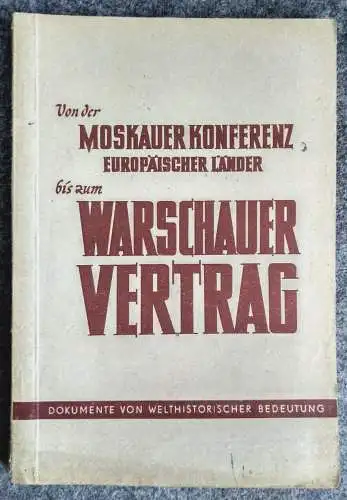 Von der
MOSKAUER KONFERENZ
EUROPÄISCHER LÄNDER
bis zum
WARSCHAUER
VERTRAG
DOKUMENTE VON WELTHISTORISCHER BEDEUTUNG